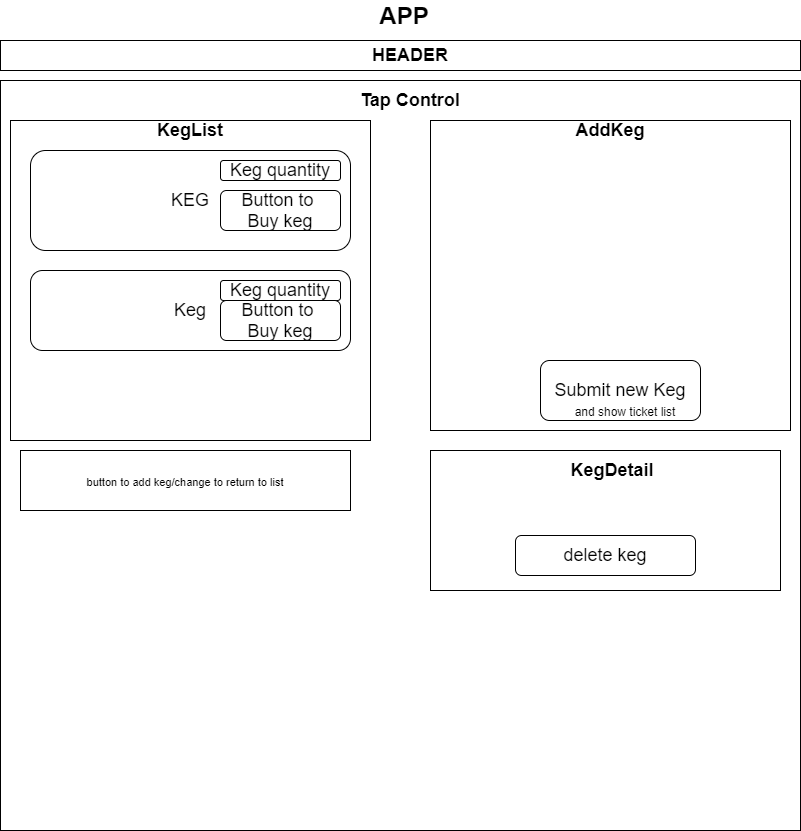 APP
HEADER
Tap Control
KegList
Keg quantity
KEG
Button to
Buy keg
Keg quantity
Keg
Button to
Buy keg
button to add keg/change to return to list
AddKeg
Submit new Keg
and show ticket list
KegDetail
delete keg